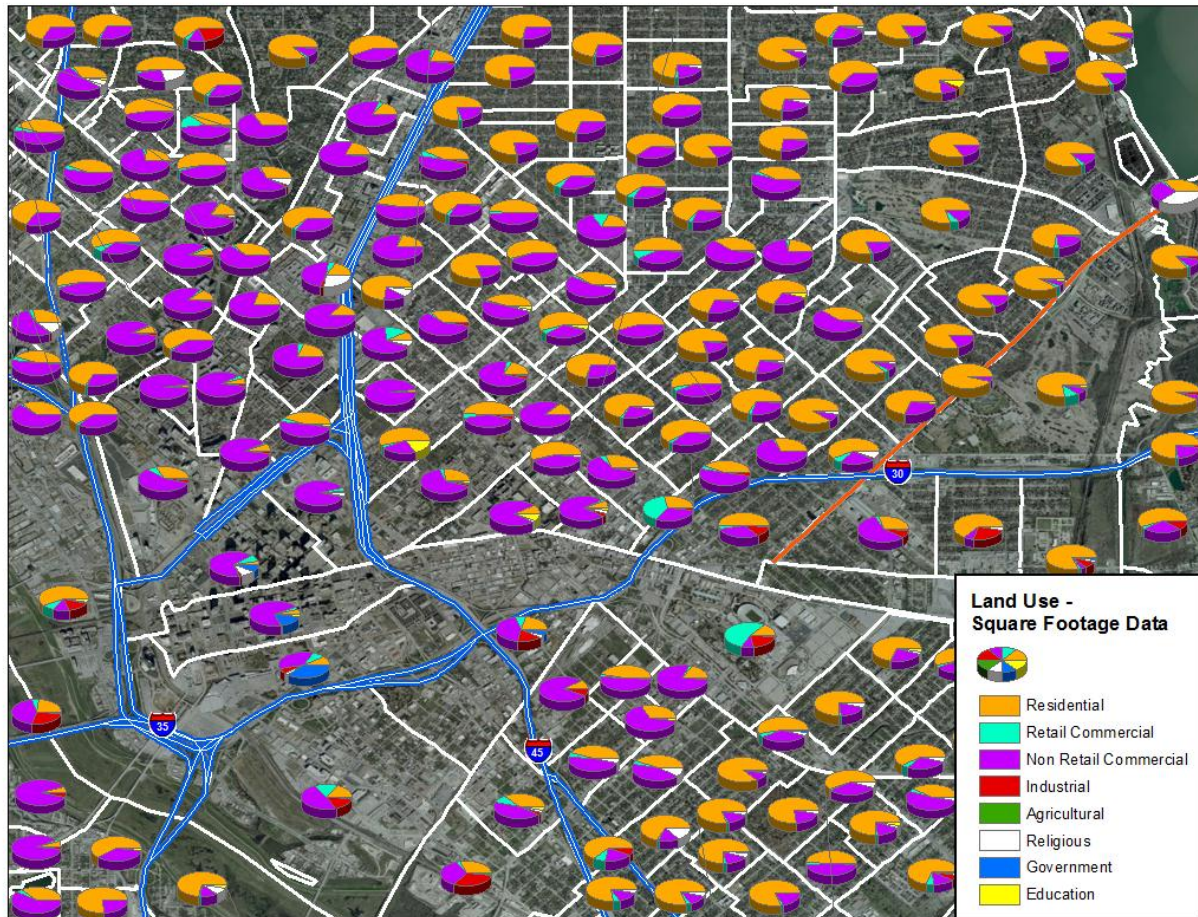 30
35
45
Land Use -
Square Footage Data
Residential
Retail Commercial
Non Retail Commercial
Industrial
Agricultural
Religious
Government
Education